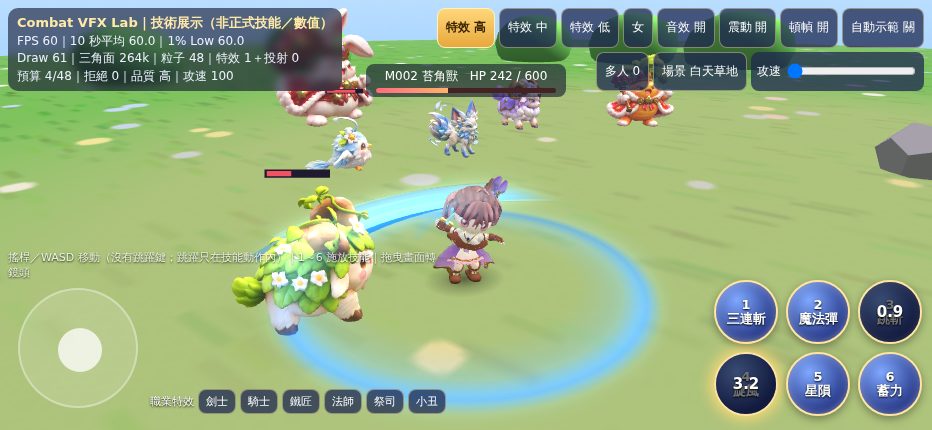 Combat VFX Lab | 技術展示（非正式技能／數值）
FPS 60 | 10 秒平均 60.0 | 1% Low 60.0
Draw 61 | 三角面 264k | 粒子 48 | 特效 1＋投射 0
預算 4/48 | 拒絕 0 | 品質 高 | 攻速 100
特效 高
特效 中
特效 低
女
音效 開
震動 開
頓幀 開
自動示範 關
M002 苔角獸 HP 242 / 600
多人 0
場景 白天草地
攻速
搖桿／WASD 移動（沒有跳躍鍵；跳躍只在技能動作內） | 1～6 施放技能 | 拖曳畫面轉
鏡頭
1
三連斬
2
魔法彈
0.9
3.2
旋風
5
星隕
6
蓄力
職業特效
劍士
騎士
鐵匠
法師
祭司
小丑